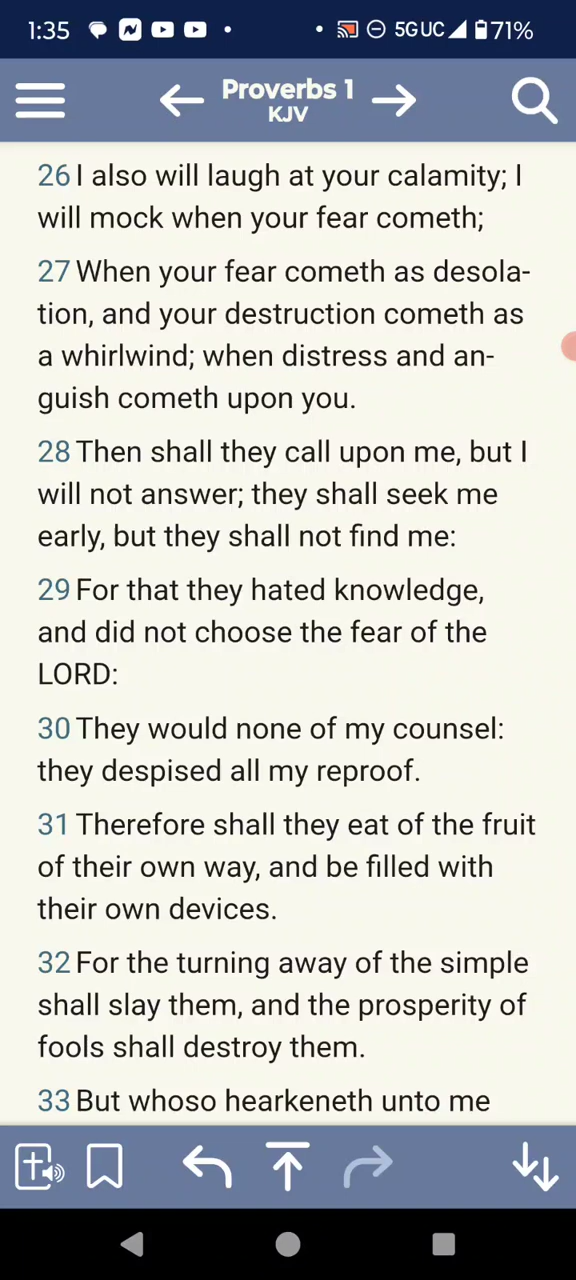 1:35 5G UC 71%
Proverbs 1
KJV
26 I also will laugh at your calamity; I
will mock when your fear cometh;
27 When your fear cometh as desola-
tion, and your destruction cometh as
a whirlwind; when distress and an-
guish cometh upon you.
28 Then shall they call upon me, but I
will not answer; they shall seek me
early, but they shall not find me:
29 For that they hated knowledge,
and did not choose the fear of the
LORD:
30 They would none of my counsel:
they despised all my reproof.
31 Therefore shall they eat of the fruit
of their own way, and be filled with
their own devices.
32 For the turning away of the simple
shall slay them, and the prosperity of
fools shall destroy them.
33 But whoso hearkeneth unto me